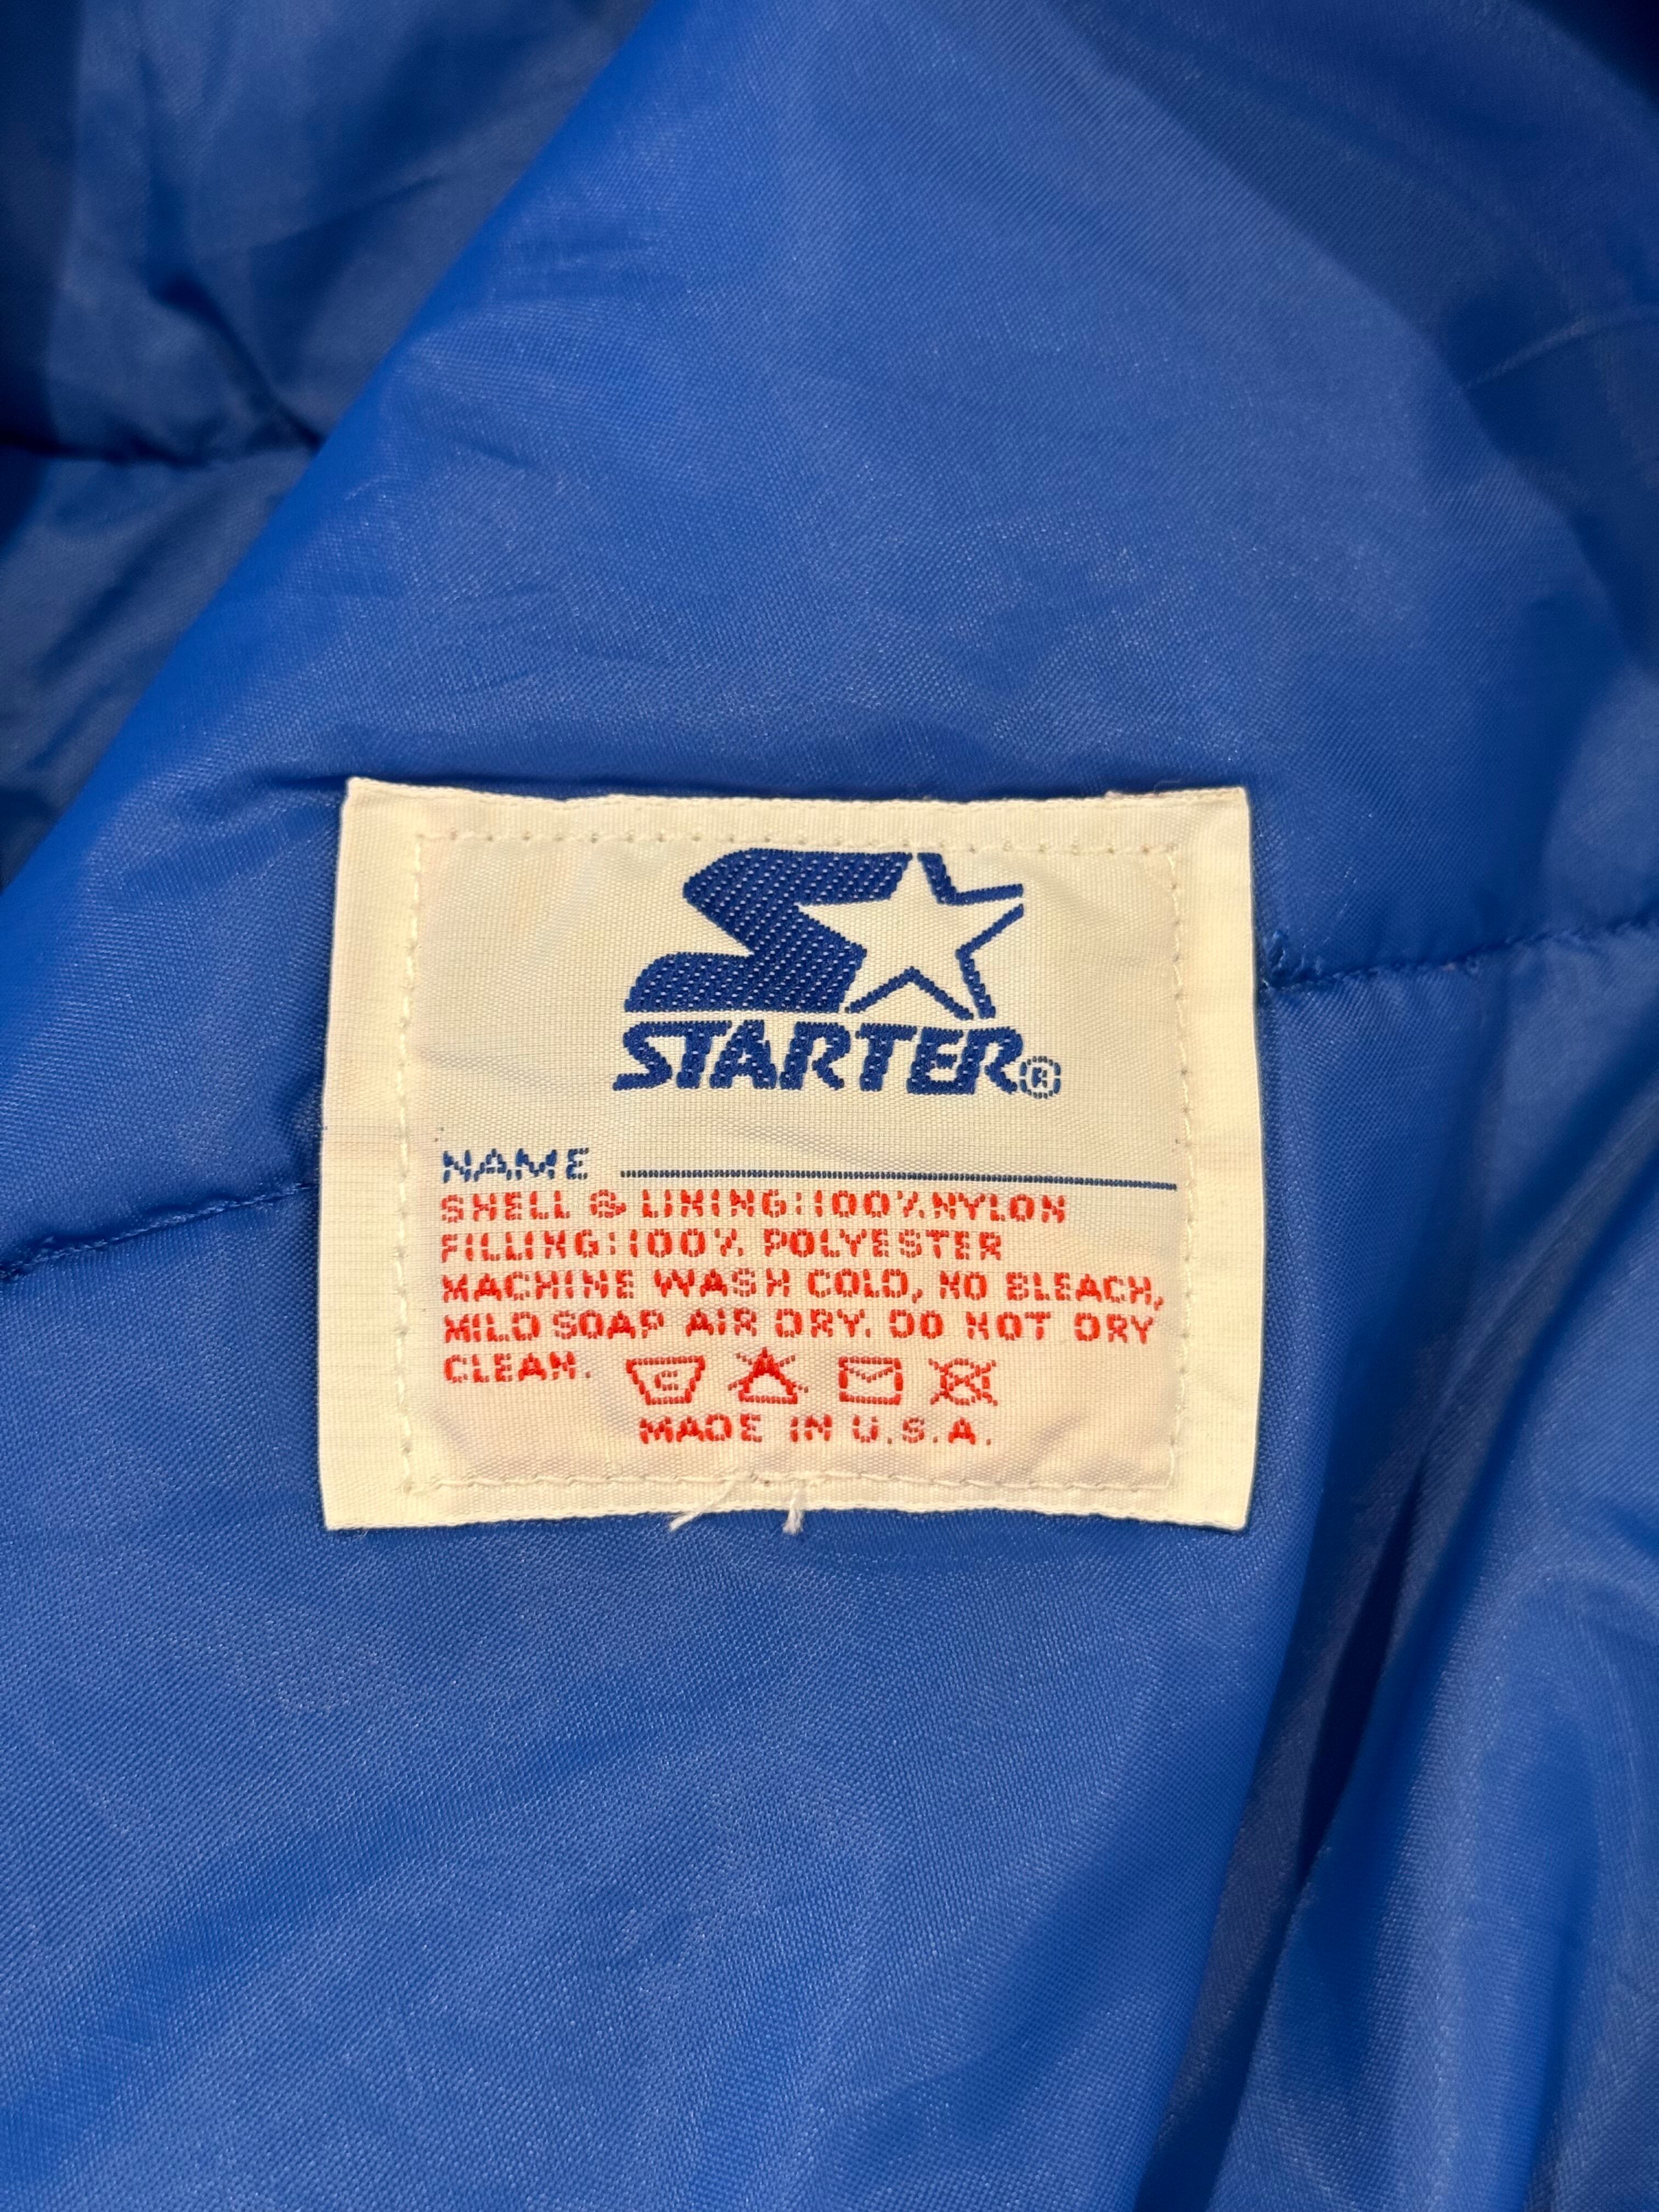 STARTER®
NAME
SHELL & LINING:100%NYLON
FILLING:100% POLYESTER
MACHINE WASH COLD, NO BLEACH,
MILD SOAP AIR DRY. DO NOT DRY
CLEAN.
C
MADE IN U.S.A.